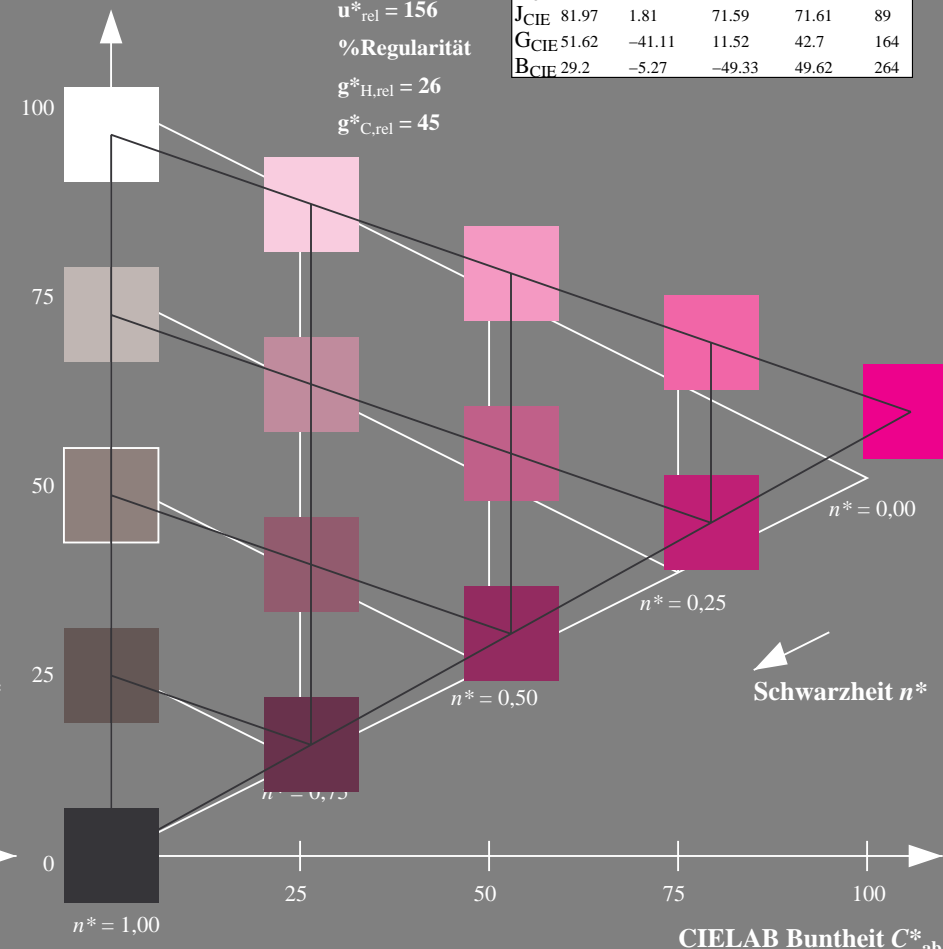 u*rel = 156
%Regularität
g*H,rel = 26
g*C,rel = 45
JCIE 81.97 1.81 71.59 71.61 89
GCIE 51.62 −41.11 11.52 42.7 164
BCIE 29.2 −5.27 −49.33 49.62 264
100
75
50
n* = 0,00
n* = 0,25
25
Schwarzheit n*
n* = 0,50
n* = 0,75
0
25
50
75
100
n* = 1,00
CIELAB Buntheit C*ab